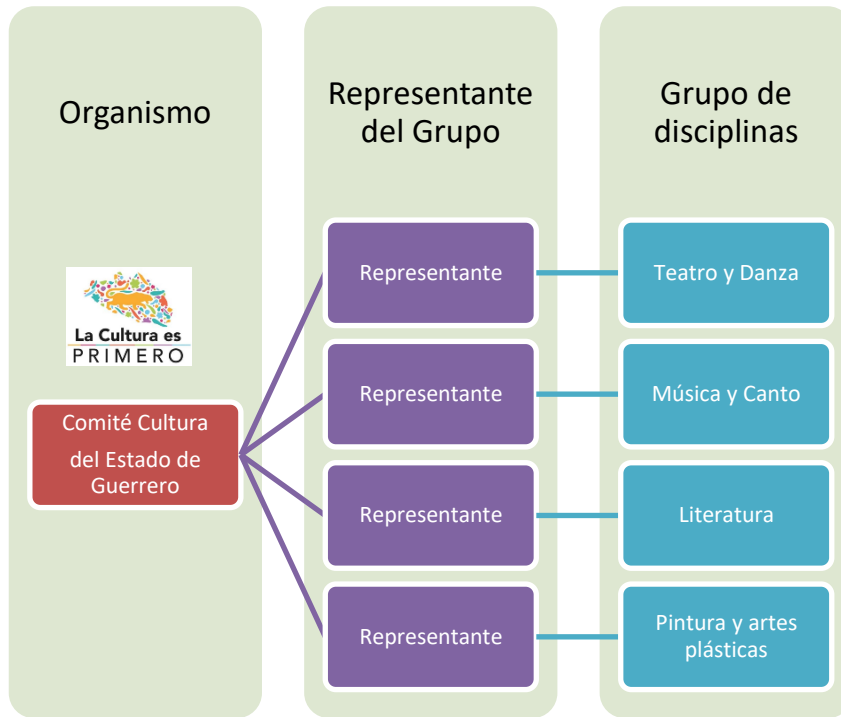 Organismo
Representante
del Grupo
Grupo de
disciplinas
La Cultura es
PRIMERO
Comité Cultura
del Estado de
Guerrero
Representante
Teatro y Danza
Representante
Música y Canto
Representante
Literatura
Representante
Pintura y artes
plásticas